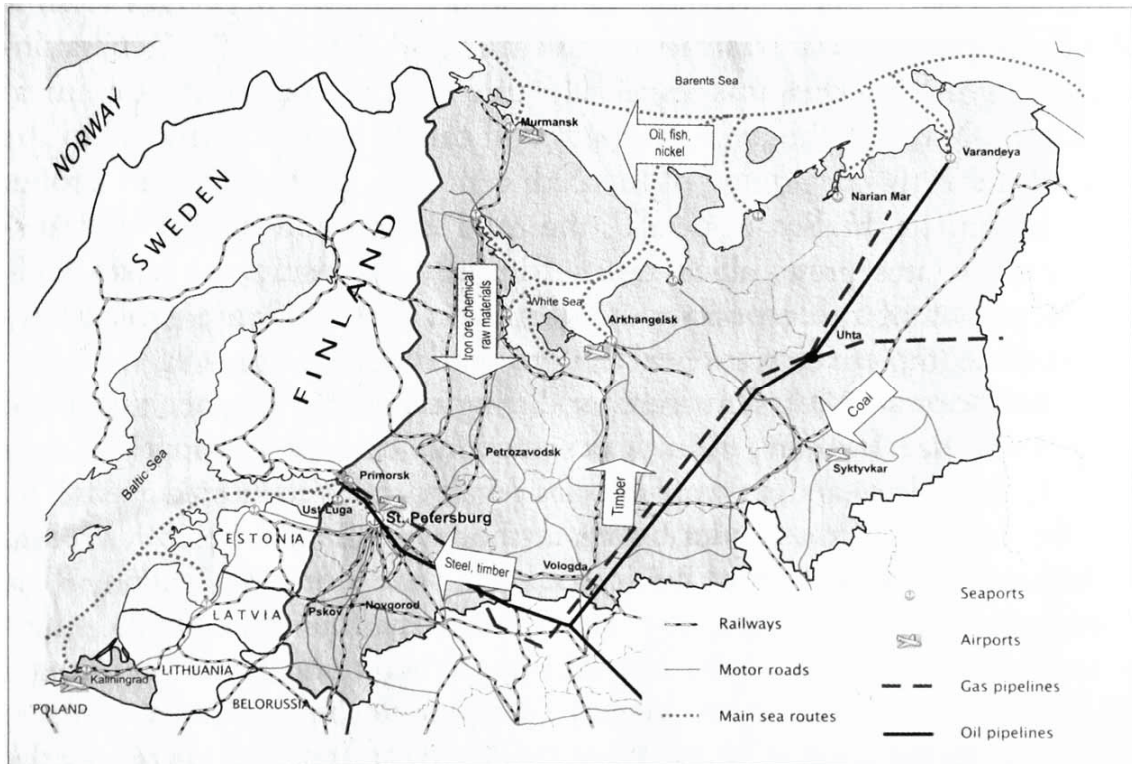 Barents Sea
NORWAY
Murmansk
Oil, fish,
nickel
Varandeya
Narian Mar
SWEDEN
FINLAND
Iron ore,chemical
raw materials
White Sea
Arkhangelsk
Uhta
Coal
Petrozavodsk
Syktyvkar
Baltic Sea
Primorsk
Timber
Ust Luga
St. Petersburg
ESTONIA
Steel, timber
Vologda
LATVIA
Pskov
Novgorod
LITHUANIA
Kaliningrad
POLAND
BELORUSSIA
Railways
Motor roads
Main sea routes
Seaports
Airports
Gas pipelines
Oil pipelines